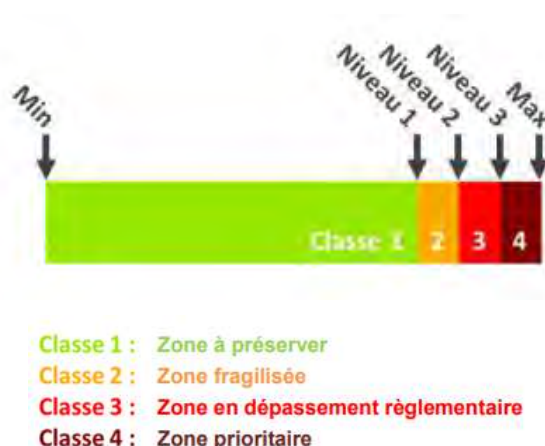 Min
Niveau 1
Niveau 2
Niveau 3
Max
Classe 1 2 3 4
Classe 1 : Zone à préserver
Classe 2 : Zone fragilisée
Classe 3 : Zone en dépassement règlementaire
Classe 4 : Zone prioritaire